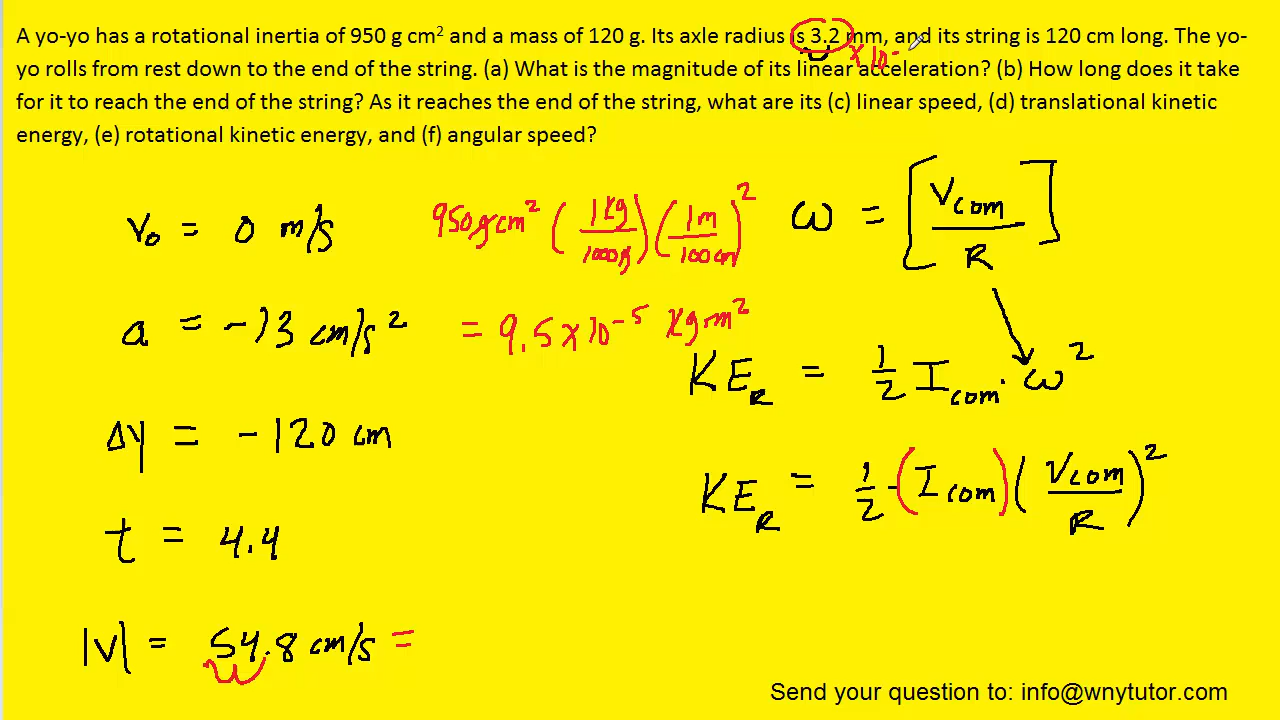 A yo-yo has a rotational inertia of 950 g cm² and a mass of 120 g. Its axle radius is 3.2 mm, and its string is 120 cm long. The yo-
× 10⁻
yo rolls from rest down to the end of the string. (a) What is the magnitude of its linear acceleration? (b) How long does it take
for it to reach the end of the string? As it reaches the end of the string, what are its (c) linear speed, (d) translational kinetic
energy, (e) rotational kinetic energy, and (f) angular speed?
V₀ = 0 m/s
950 g cm² (1 kg / 1000 g) (1 m / 100 cm)²
ω = [V_com / R]
a = -13 cm/s²
= 9.5 × 10⁻⁵ kg m²
KE_R = 1/2 I_com · ω²
Δy = -120 cm
KE_R = 1/2 · (I_com) (V_com / R)²
t = 4.4
|V| = 54.8 cm/s =
Send your question to: info@wnytutor.com